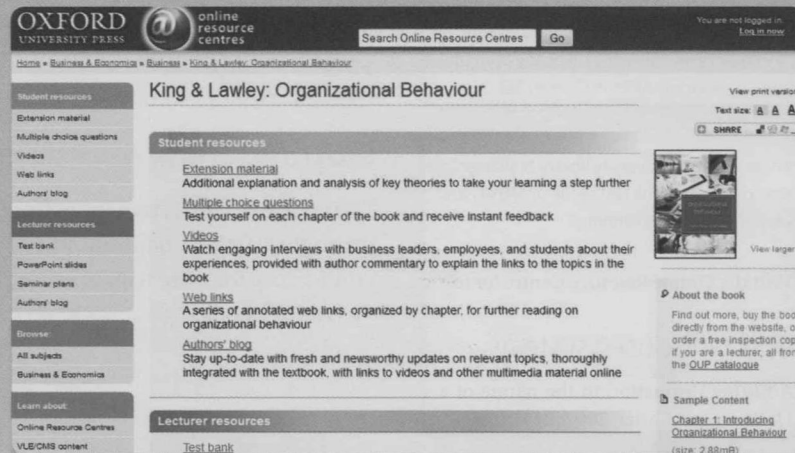 OXFORD
UNIVERSITY PRESS
@
online
resource
centres
Search Online Resource Centres
Go
You are not logged in.
Log in now
Home » Business & Economics » Business » King & Lawley: Organizational Behaviour
Student resources
Extension material
Multiple choice questions
Videos
Web links
Authors' blog
Lecturer resources
Test bank
PowerPoint slides
Seminar plans
Authors' blog
Browse:
All subjects
Business & Economics
Learn about:
Online Resource Centres
VLE/CMS content
King & Lawley: Organizational Behaviour
Student resources
Extension material
Additional explanation and analysis of key theories to take your learning a step further
Multiple choice questions
Test yourself on each chapter of the book and receive instant feedback
Videos
Watch engaging interviews with business leaders, employees, and students about their
experiences, provided with author commentary to explain the links to the topics in the
book
Web links
A series of annotated web links, organized by chapter, for further reading on
organizational behaviour
Authors' blog
Stay up-to-date with fresh and newsworthy updates on relevant topics, thoroughly
integrated with the textbook, with links to videos and other multimedia material online
Lecturer resources
Test bank
View print version
Text size: A A A
SHARE
View larger
About the book
Find out more, buy the boo
directly from the website, o
order a free inspection cop
if you are a lecturer, all from
the OUP catalogue
Sample Content
Chapter 1: Introducing
Organizational Behaviour
(size: 2.88mB)